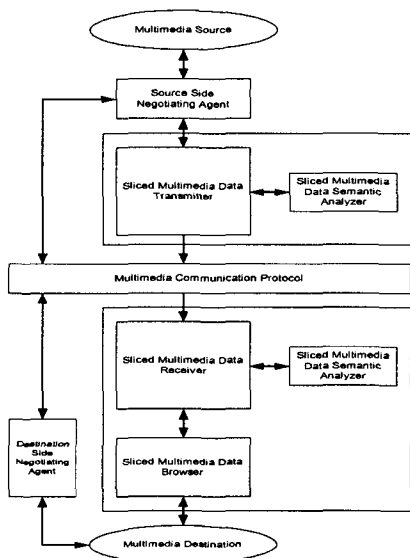 Multimedia Source
Source Side
Negotiating Agent
Sliced Multimedia Data
Transmitter
Sliced Multimedia
Data Semantic
Analyzer
Multimedia Communication Protocol
Sliced Multimedia Data
Receiver
Sliced Multimedia
Data Semantic
Analyzer
Destination
Side
Negotiating
Agent
Sliced Multimedia Data
Browser
Multimedia Destination